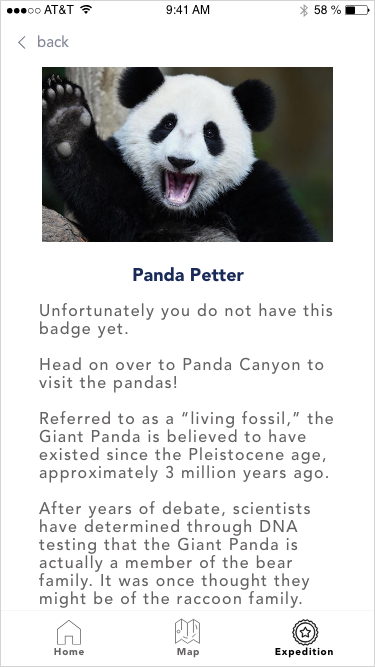 AT&T 9:41 AM 58 %
back
Panda Petter
Unfortunately you do not have this
badge yet.
Head on over to Panda Canyon to
visit the pandas!
Referred to as a “living fossil,” the
Giant Panda is believed to have
existed since the Pleistocene age,
approximately 3 million years ago.
After years of debate, scientists
have determined through DNA
testing that the Giant Panda is
actually a member of the bear
family. It was once thought they
might be of the raccoon family.
Home Map Expedition